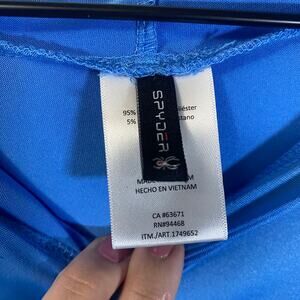 95%
5%
SPYDER
HECHO EN VIETNAM
CA #63671
RN#94468
ITM./ART.1749652